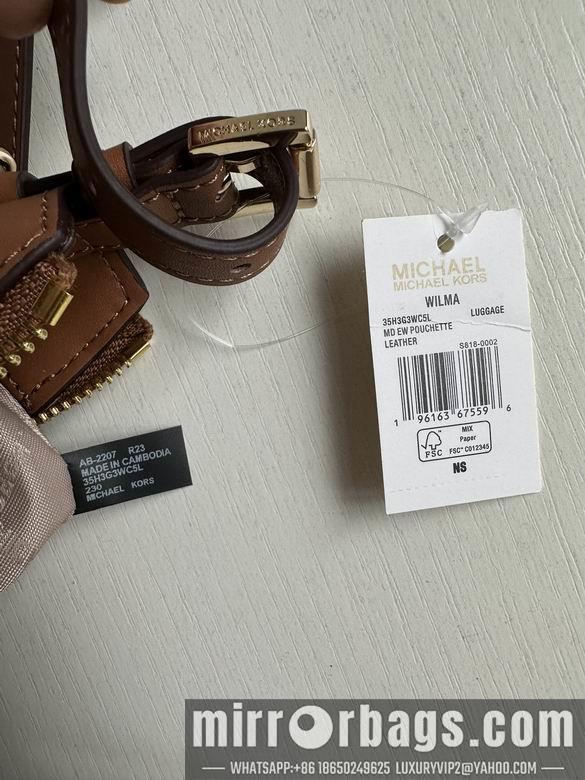 MICHAEL KORS
MICHAEL
MICHAEL KORS
WILMA
35H3G3WC5L LUGGAGE
MD EW POUCHETTE
LEATHER
S818-0002
1 96163 67559 6
FSC
MIX
Paper
FSC™ C012345
NS
AB-2207 R23
MADE IN CAMBODIA
35H3G3WC5L
230
MICHAEL KORS
mirrorbags.com
WHATSAPP:+86 18650249625 LUXURYVIP2@YAHOO.COM